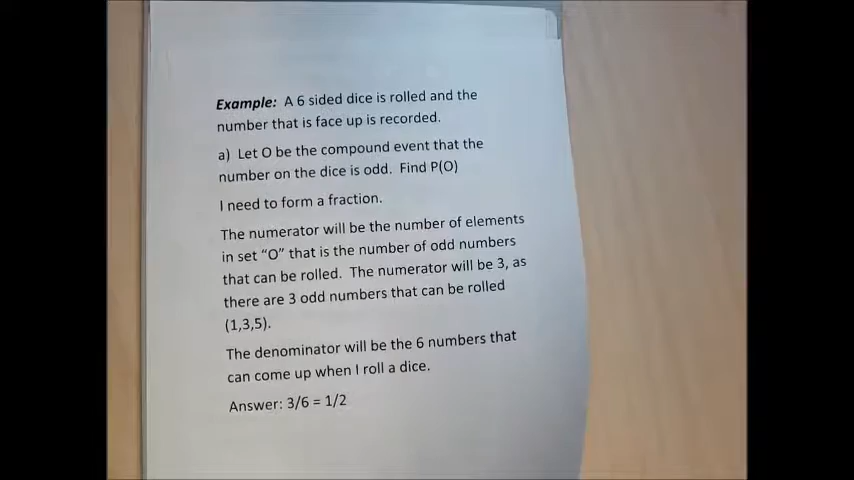 Example: A 6 sided dice is rolled and the
number that is face up is recorded.
a) Let O be the compound event that the
number on the dice is odd. Find P(O)
I need to form a fraction.
The numerator will be the number of elements
in set “O” that is the number of odd numbers
that can be rolled. The numerator will be 3, as
there are 3 odd numbers that can be rolled
(1,3,5).
The denominator will be the 6 numbers that
can come up when I roll a dice.
Answer: 3/6 = 1/2